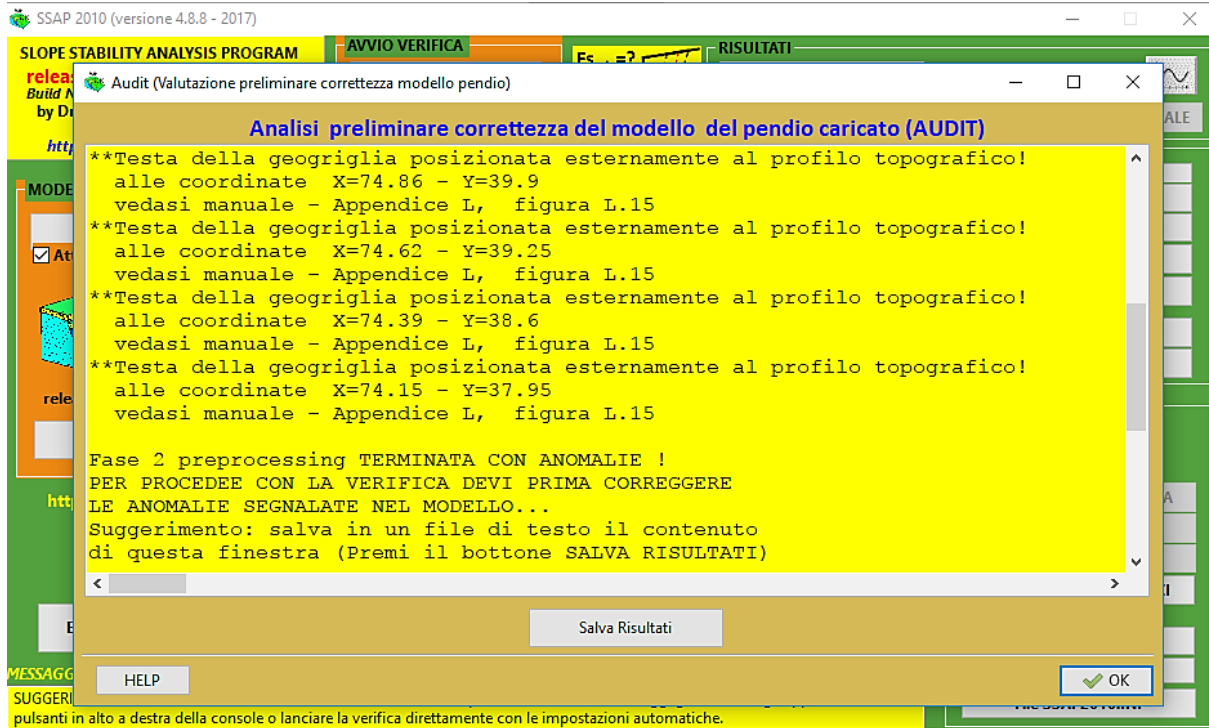 SSAP 2010 (versione 4.8.8 - 2017)
SLOPE STABILITY ANALYSIS PROGRAM
AVVIO VERIFICA
RISULTATI
Audit (Valutazione preliminare correttezza modello pendio)
Analisi preliminare correttezza del modello del pendio caricato (AUDIT)
**Testa della geogriglia posizionata esternamente al profilo topografico!
alle coordinate X=74.86 - Y=39.9
vedasi manuale - Appendice L, figura L.15
**Testa della geogriglia posizionata esternamente al profilo topografico!
alle coordinate X=74.62 - Y=39.25
vedasi manuale - Appendice L, figura L.15
**Testa della geogriglia posizionata esternamente al profilo topografico!
alle coordinate X=74.39 - Y=38.6
vedasi manuale - Appendice L, figura L.15
**Testa della geogriglia posizionata esternamente al profilo topografico!
alle coordinate X=74.15 - Y=37.95
vedasi manuale - Appendice L, figura L.15
Fase 2 preprocessing TERMINATA CON ANOMALIE !
PER PROCEDEE CON LA VERIFICA DEVI PRIMA CORREGGERE
LE ANOMALIE SEGNALATE NEL MODELLO...
Suggerimento: salva in un file di testo il contenuto
di questa finestra (Premi il bottone SALVA RISULTATI)
Salva Risultati
HELP
OK
pulsanti in alto a destra della console o lanciare la verifica direttamente con le impostazioni automatiche.